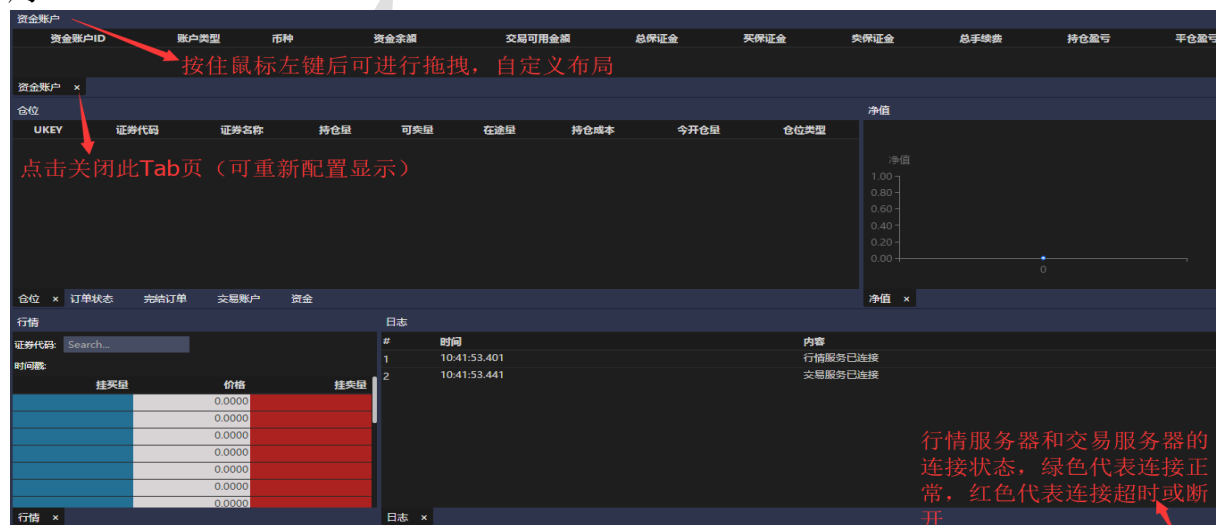 资金账户
资金账户ID 账户类型 币种 资金余额 交易可用金额 总保证金 买保证金 卖保证金 总手续费 持仓盈亏 平仓盈亏
按住鼠标左键后可进行拖拽，自定义布局
资金账户 ×
仓位
UKEY 证券代码 证券名称 持仓量 可卖量 在途量 持仓成本 今开仓量 仓位类型
点击关闭此Tab页（可重新配置显示）
仓位 × 订单状态 完结订单 交易账户 资金
净值
净值
1.00
0.80
0.60
0.40
0.20
0.00
0
净值 ×
行情
证券代码: Search...
时间戳:
挂买量 价格 挂卖量
0.0000
0.0000
0.0000
0.0000
0.0000
0.0000
0.0000
行情 ×
日志
# 时间 内容
1 10:41:53.401 行情服务已连接
2 10:41:53.441 交易服务已连接
行情服务器和交易服务器的
连接状态，绿色代表连接正
常，红色代表连接超时或断
开
日志 ×